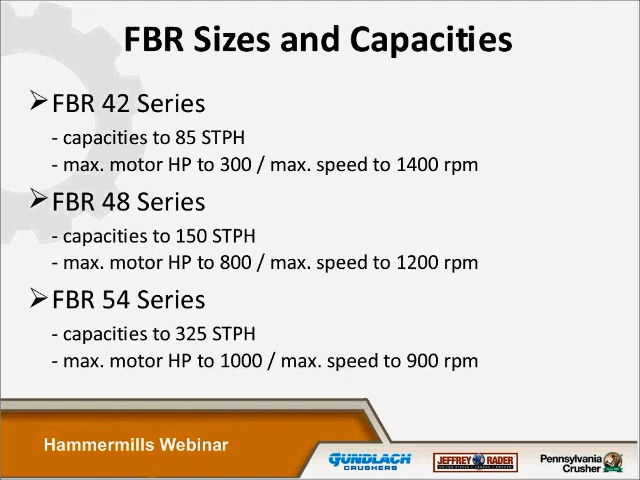 FBR Sizes and Capacities
FBR 42 Series
- capacities to 85 STPH
- max. motor HP to 300 / max. speed to 1400 rpm
FBR 48 Series
- capacities to 150 STPH
- max. motor HP to 800 / max. speed to 1200 rpm
FBR 54 Series
- capacities to 325 STPH
- max. motor HP to 1000 / max. speed to 900 rpm
Hammermills Webinar
GUNDLACH
CRUSHERS
JEFFREY RADER
Pennsylvania
Crusher